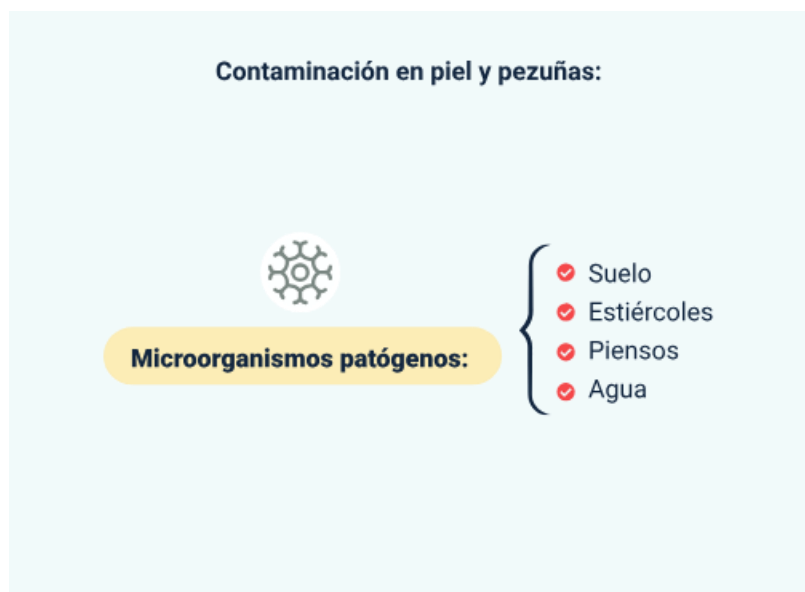 Contaminación en piel y pezuñas:
Microorganismos patógenos:
Suelo
Estiércoles
Piensos
Agua